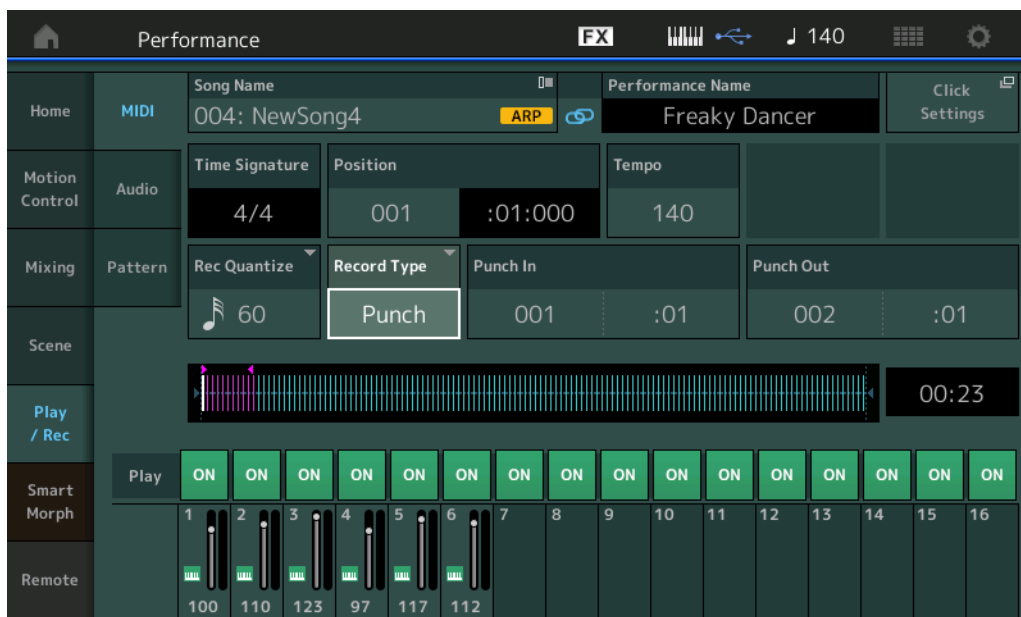 Performance
FX
140
Home
Motion
Control
Mixing
Scene
Play
/ Rec
Smart
Morph
Remote
MIDI
Audio
Pattern
Song Name
004: NewSong4
ARP
Performance Name
Freaky Dancer
Click
Settings
Time Signature
4/4
Position
001 :01:000
Tempo
140
Rec Quantize
60
Record Type
Punch
Punch In
001 :01
Punch Out
002 :01
00:23
Play ON ON ON ON ON ON ON ON ON ON ON ON ON ON ON ON
1 2 3 4 5 6 7 8 9 10 11 12 13 14 15 16
100 110 123 97 117 112